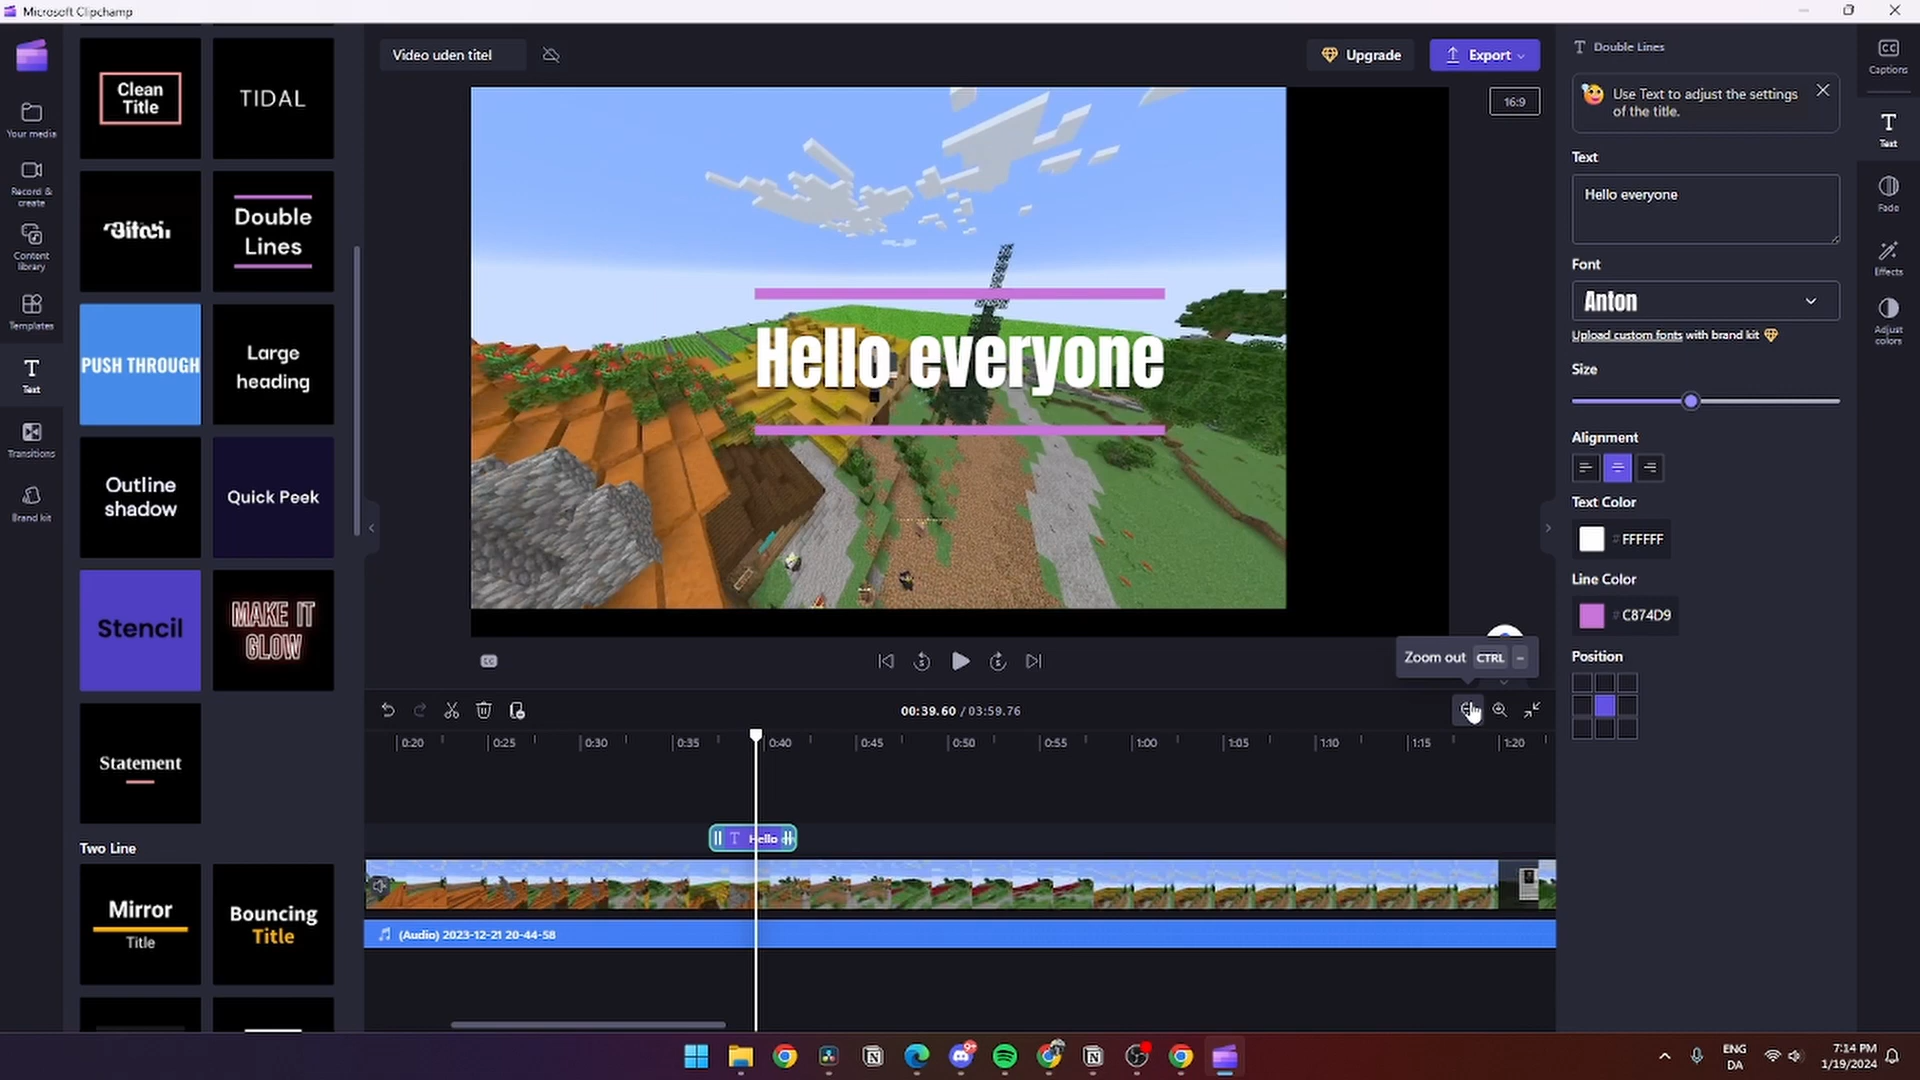 Microsoft Clipchamp
Your media
Record &
create
Content
library
Templates
Text
Transitions
Brand kit
Clean
Title
TIDAL
Glitch
Double
Lines
PUSH THROUGH
Large
heading
Outline
shadow
Quick Peek
Stencil
MAKE IT
GLOW
Statement
Two Line
Mirror
Title
Bouncing
Title
Video uden titel
Upgrade
Export
16:9
Hello everyone
CC
Zoom out CTRL –
00:39.60 / 03:59.76
0:20 0:25 0:30 0:35 0:40 0:45 0:50 0:55 1:00 1:05 1:10 1:15 1:20
T Hello
(Audio) 2023-12-21 20-44-58
T Double Lines
Use Text to adjust the settings
of the title.
Text
Hello everyone
Font
Anton
Upload custom fonts with brand kit
Size
Alignment
Text Color
# FFFFFF
Line Color
# C874D9
Position
CC
Captions
Text
Fade
Effects
Adjust
colors
9+
ENG
DA
7:14 PM
1/19/2024